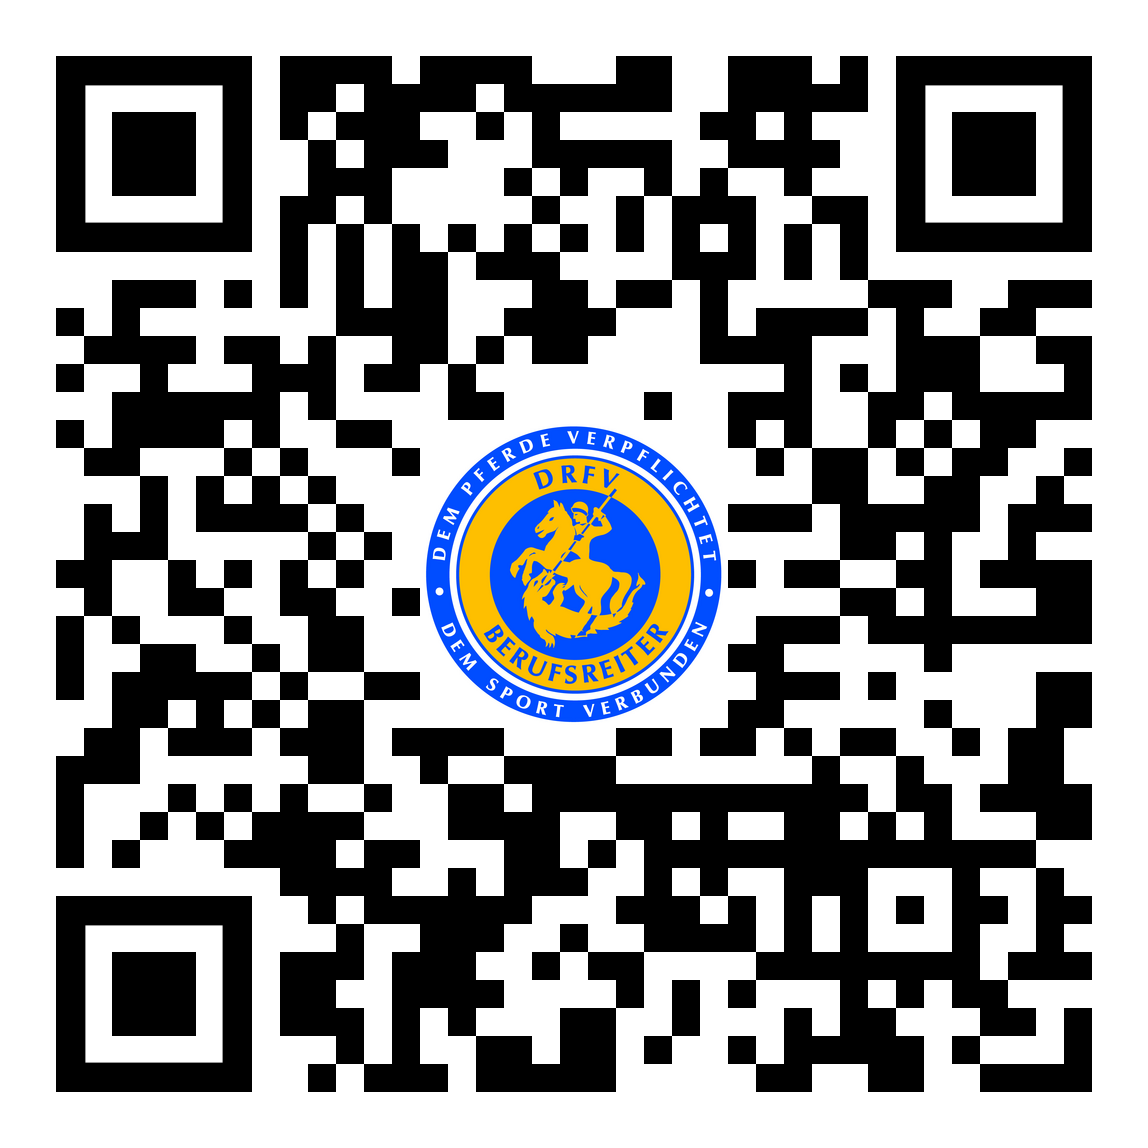 DEM PFERDE VERPFLICHTET
DRFV
BERUFSREITER
• DEM SPORT VERBUNDEN •